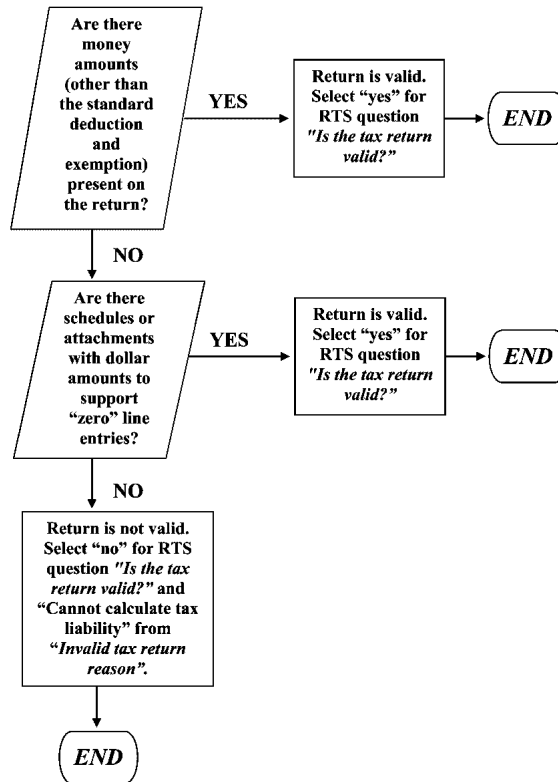 Are there
money
amounts
(other than
the standard
deduction
and
exemption)
present on
the return?
YES
Return is valid.
Select “yes” for
RTS question
"Is the tax return
valid?”
END
NO
Are there
schedules or
attachments
with dollar
amounts to
support
“zero” line
entries?
YES
Return is valid.
Select “yes” for
RTS question
"Is the tax return
valid?”
END
NO
Return is not valid.
Select “no” for RTS
question "Is the tax
return valid?” and
“Cannot calculate tax
liability” from
“Invalid tax return
reason”.
END